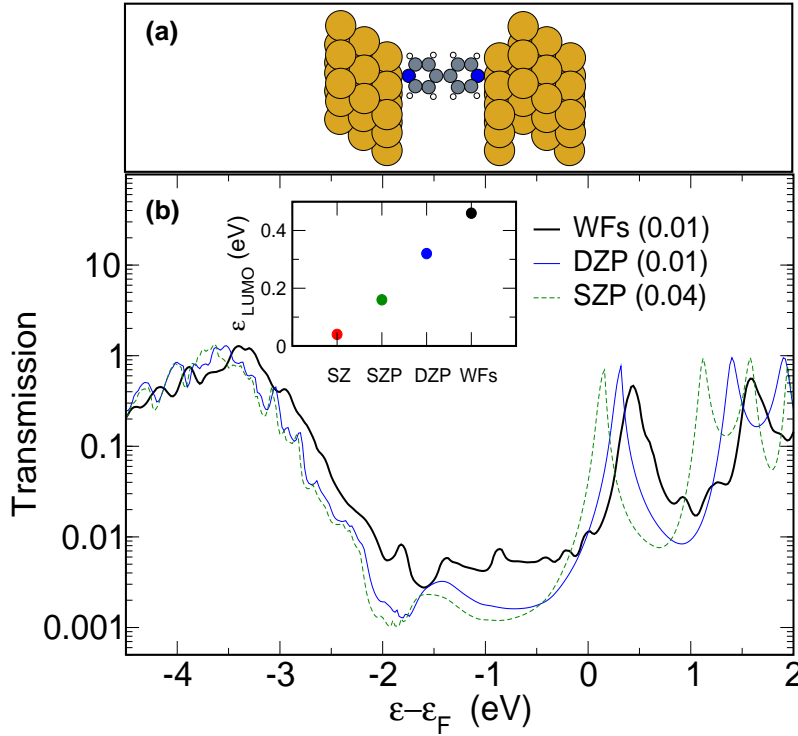 (a)
(b)
Transmission
10
1
0.1
0.01
0.001
-4
-3
-2
-1
0
1
2
ε−εF (eV)
εLUMO (eV)
0.4
0.2
0
SZ
SZP
DZP
WFs
WFs (0.01)
DZP (0.01)
SZP (0.04)